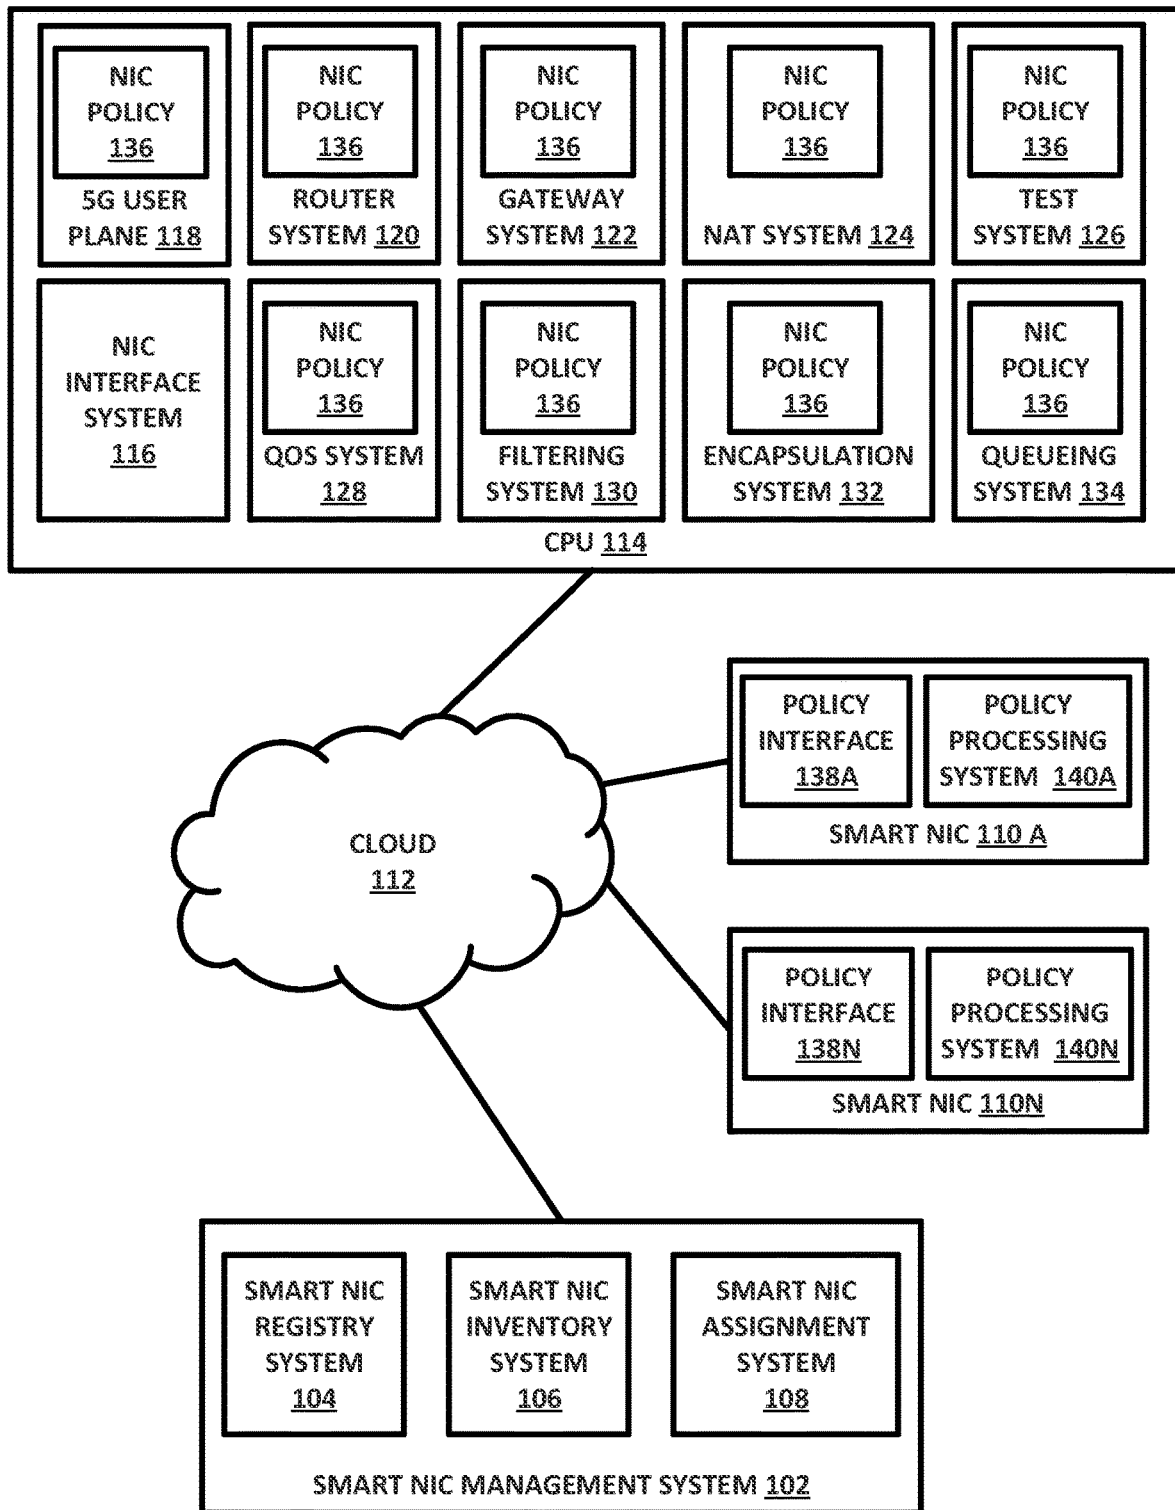 NIC
POLICY
136
5G USER
PLANE 118
NIC
POLICY
136
ROUTER
SYSTEM 120
NIC
POLICY
136
GATEWAY
SYSTEM 122
NIC
POLICY
136
NAT SYSTEM 124
NIC
POLICY
136
TEST
SYSTEM 126
NIC
INTERFACE
SYSTEM
116
NIC
POLICY
136
QOS SYSTEM
128
NIC
POLICY
136
FILTERING
SYSTEM 130
NIC
POLICY
136
ENCAPSULATION
SYSTEM 132
NIC
POLICY
136
QUEUEING
SYSTEM 134
CPU 114
POLICY
INTERFACE
138A
POLICY
PROCESSING
SYSTEM 140A
SMART NIC 110 A
CLOUD
112
POLICY
INTERFACE
138N
POLICY
PROCESSING
SYSTEM 140N
SMART NIC 110N
SMART NIC
REGISTRY
SYSTEM
104
SMART NIC
INVENTORY
SYSTEM
106
SMART NIC
ASSIGNMENT
SYSTEM
108
SMART NIC MANAGEMENT SYSTEM 102